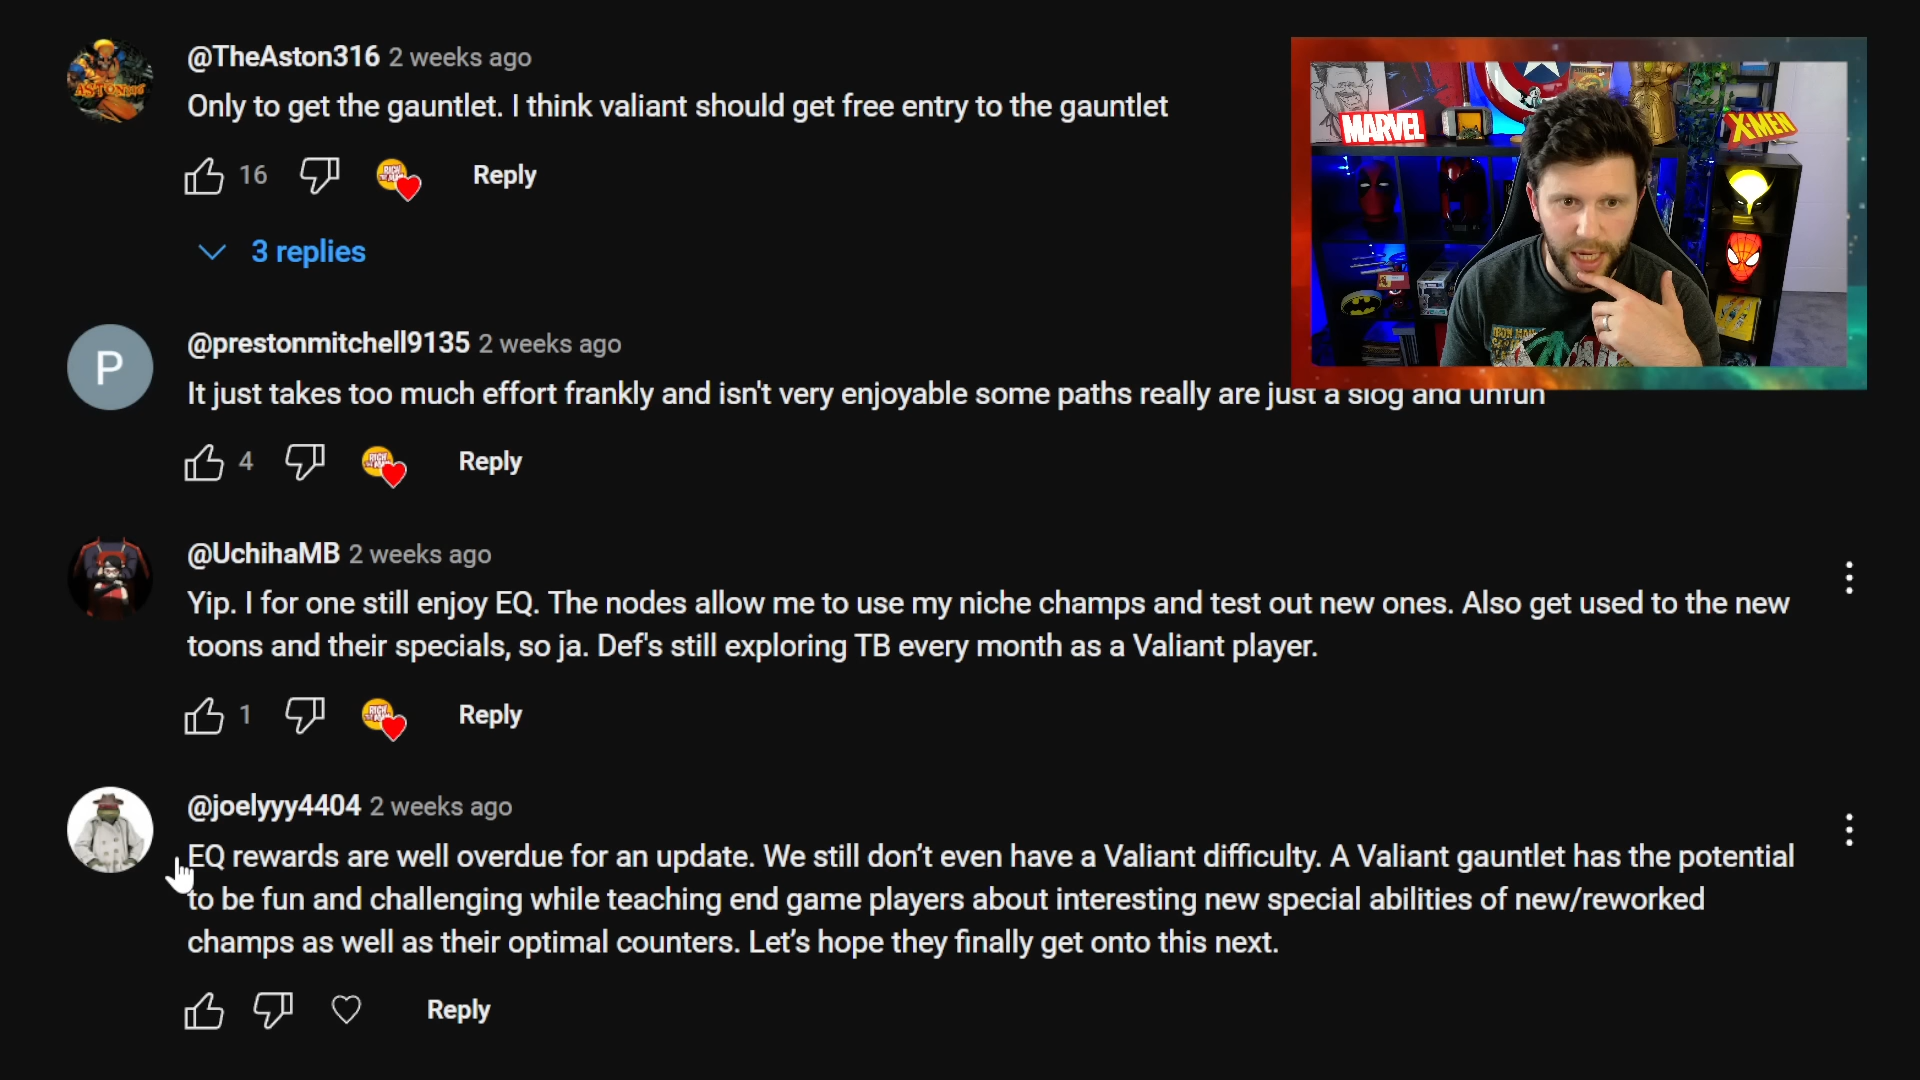 @TheAston316 2 weeks ago
Only to get the gauntlet. I think valiant should get free entry to the gauntlet
16 Reply
3 replies
MARVEL
X-MEN
P
@prestonmitchell9135 2 weeks ago
It just takes too much effort frankly and isn't very enjoyable some paths really are just a slog and unfun
4 Reply
@UchihaMB 2 weeks ago
Yip. I for one still enjoy EQ. The nodes allow me to use my niche champs and test out new ones. Also get used to the new
toons and their specials, so ja. Def's still exploring TB every month as a Valiant player.
1 Reply
@joelyyy4404 2 weeks ago
EQ rewards are well overdue for an update. We still don’t even have a Valiant difficulty. A Valiant gauntlet has the potential
to be fun and challenging while teaching end game players about interesting new special abilities of new/reworked
champs as well as their optimal counters. Let’s hope they finally get onto this next.
Reply